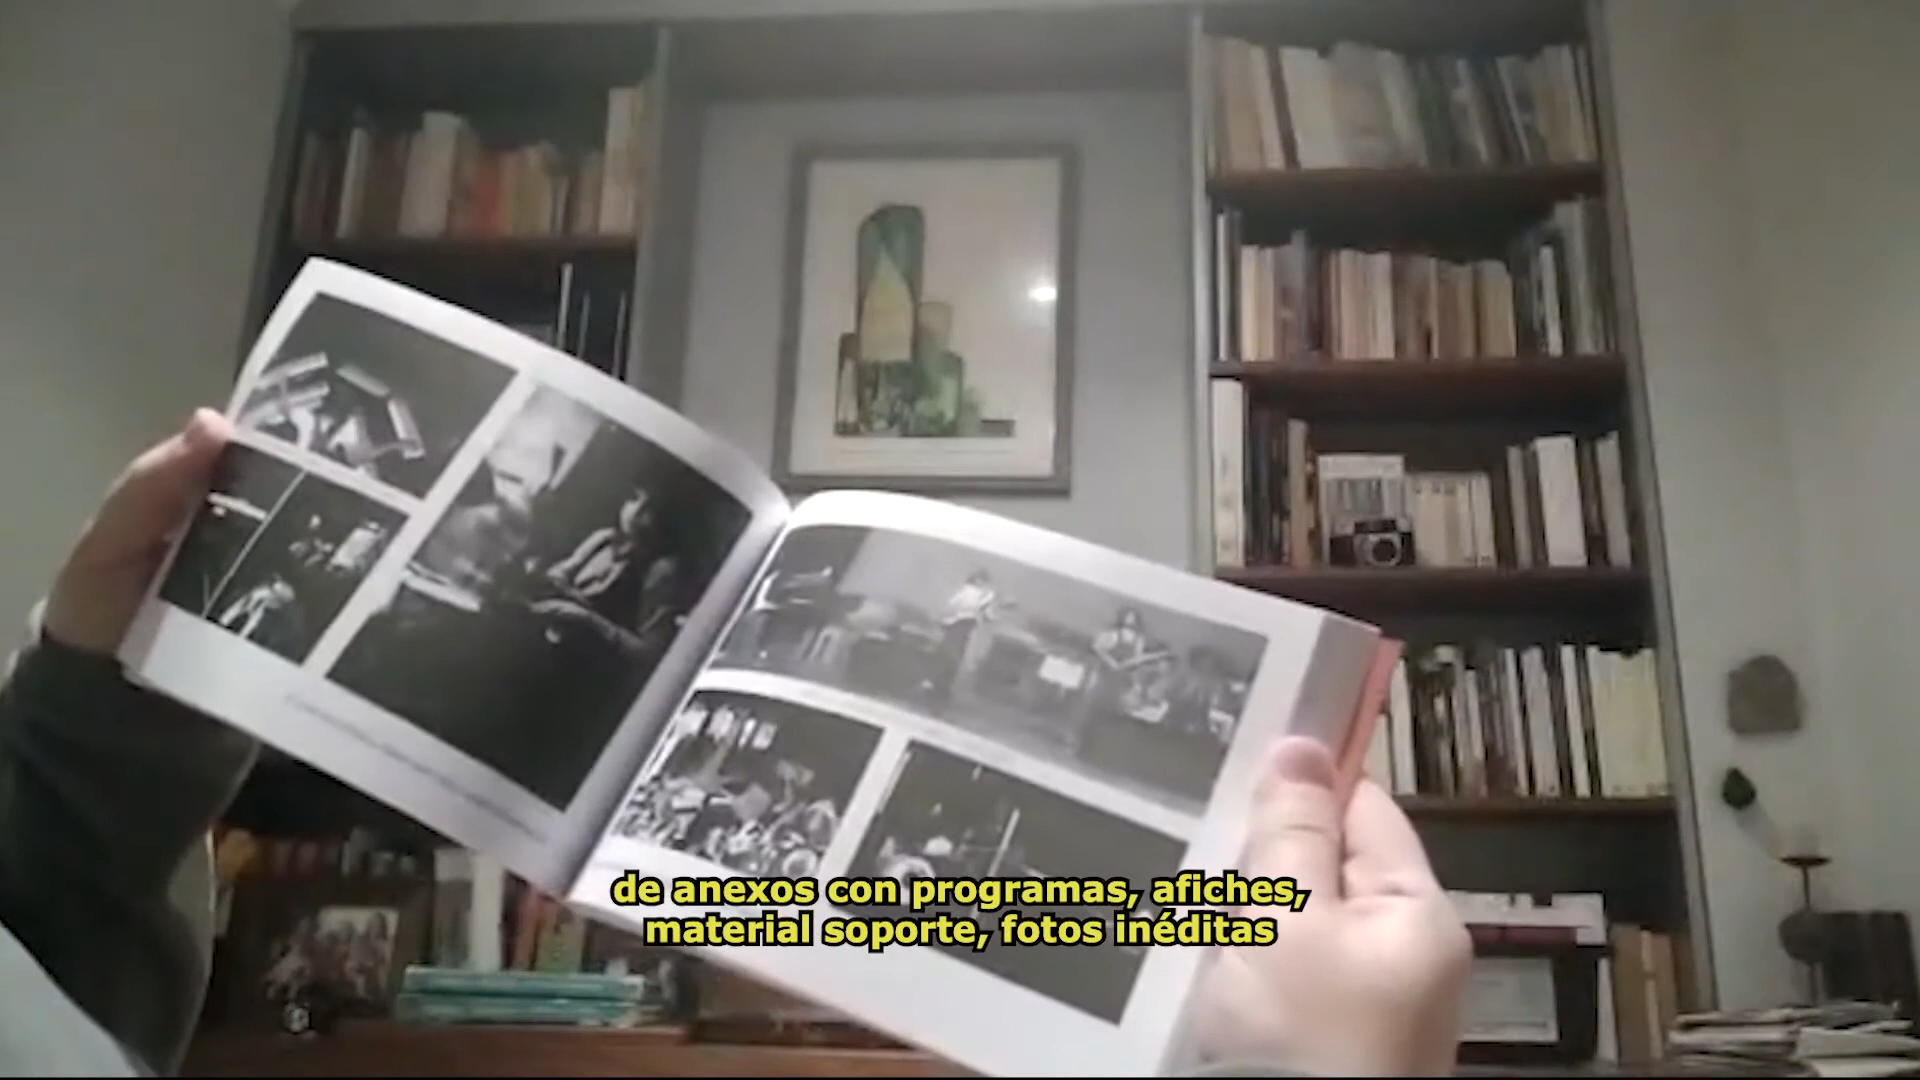 de anexos con programas, afiches,
material soporte, fotos inéditas